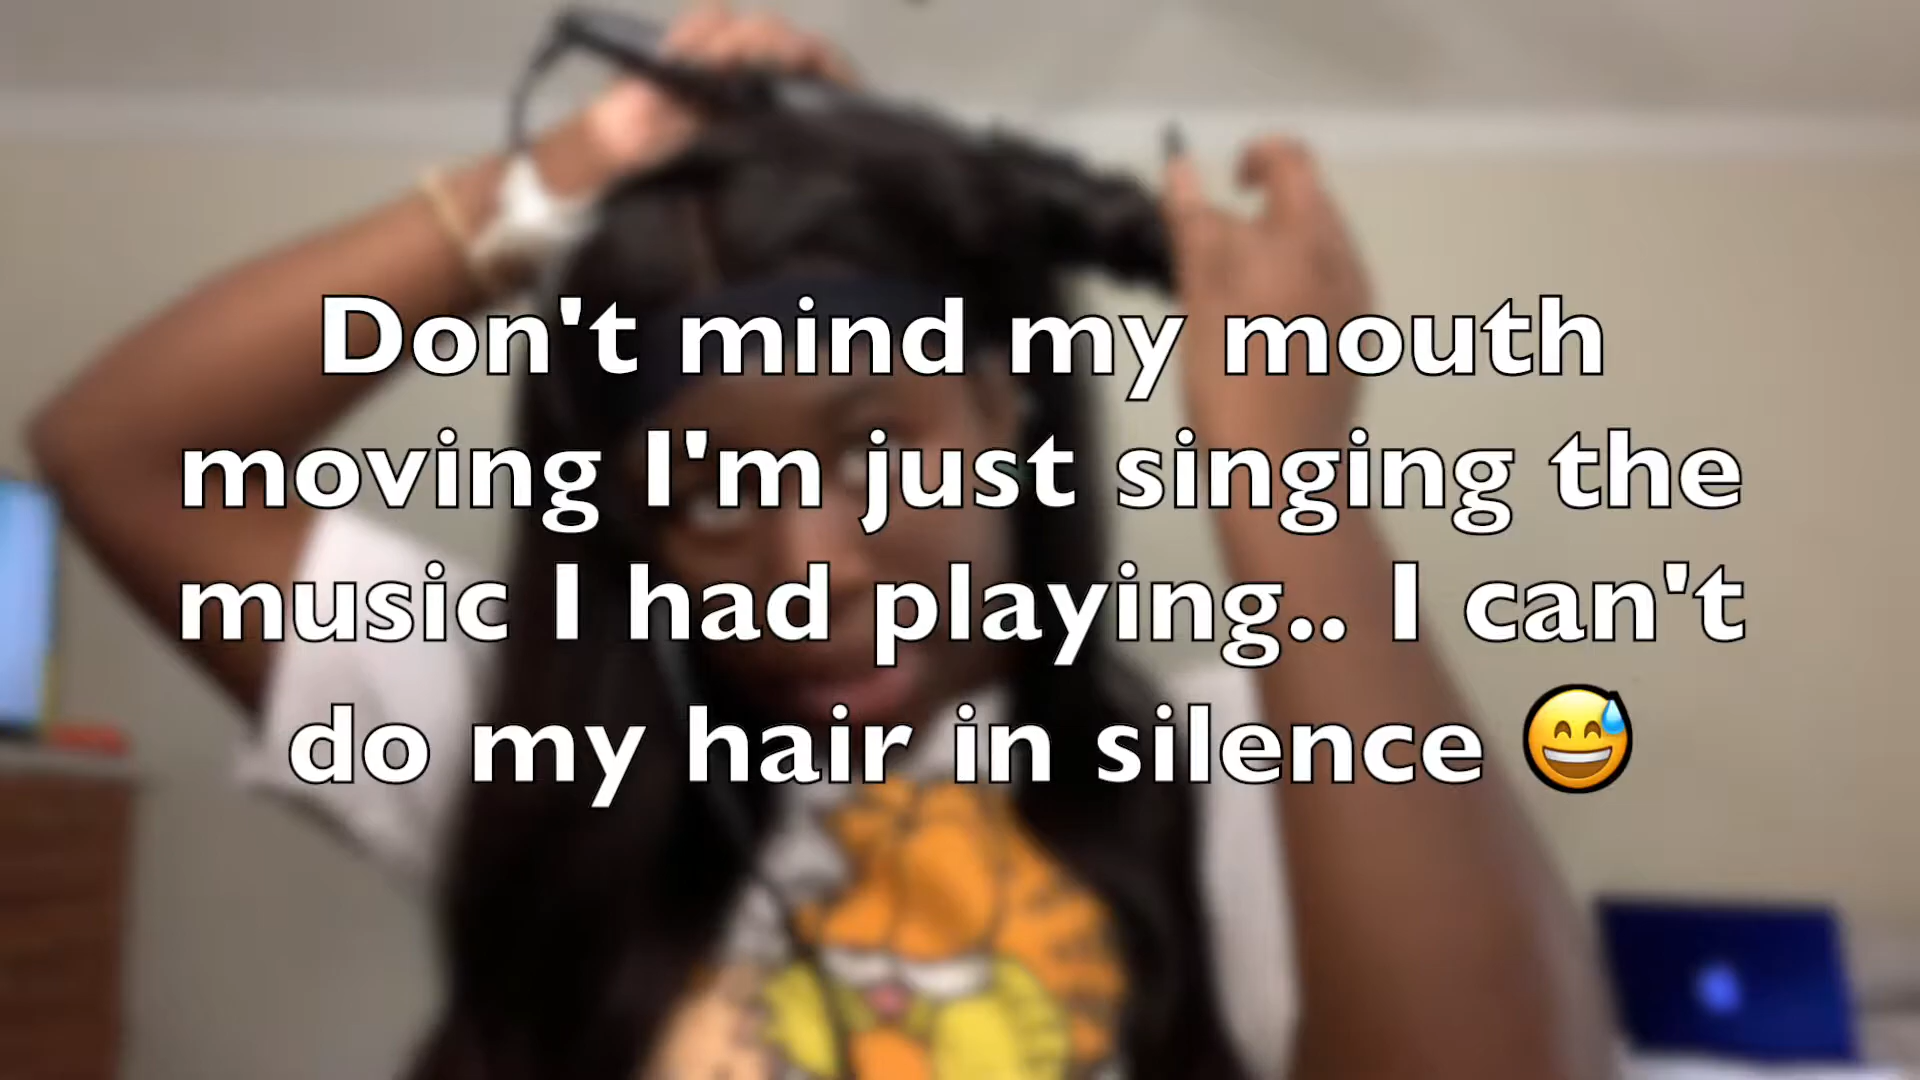 Don't mind my mouth
moving I'm just singing the
music I had playing.. I can't
do my hair in silence 😅